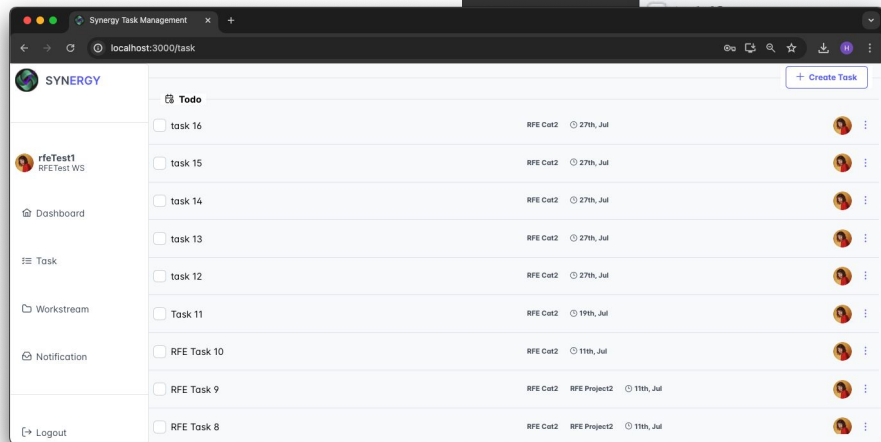 Synergy Task Management
localhost:3000/task
H
SYNERGY
+ Create Task
rfeTest1
RFETest WS
Dashboard
Task
Workstream
Notification
Logout
Todo
task 16 RFE Cat2 27th, Jul
task 15 RFE Cat2 27th, Jul
task 14 RFE Cat2 27th, Jul
task 13 RFE Cat2 27th, Jul
task 12 RFE Cat2 27th, Jul
Task 11 RFE Cat2 19th, Jul
RFE Task 10 RFE Cat2 11th, Jul
RFE Task 9 RFE Cat2 RFE Project2 11th, Jul
RFE Task 8 RFE Cat2 RFE Project2 11th, Jul